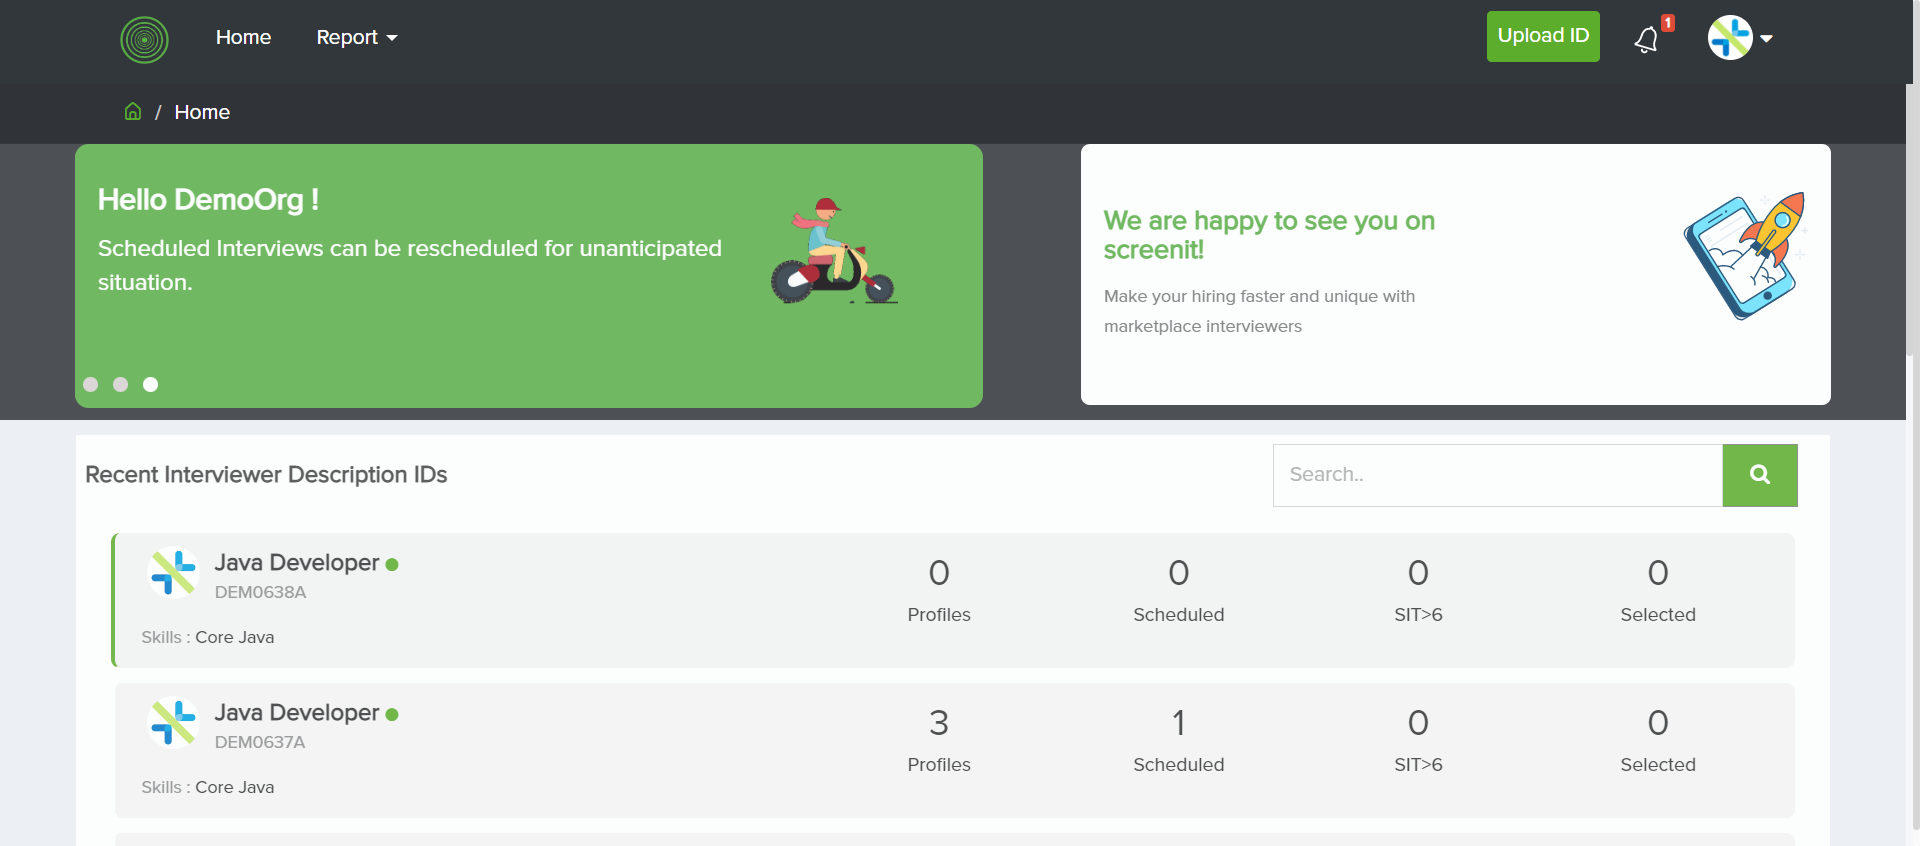 Home
Report
Upload ID
1
/ Home
Hello DemoOrg !
Scheduled Interviews can be rescheduled for unanticipated
situation.
We are happy to see you on
screenit!
Make your hiring faster and unique with
marketplace interviewers
Recent Interviewer Description IDs
Search..
Java Developer
DEM0638A
Skills : Core Java
0
Profiles
0
Scheduled
0
SIT>6
0
Selected
Java Developer
DEM0637A
Skills : Core Java
3
Profiles
1
Scheduled
0
SIT>6
0
Selected